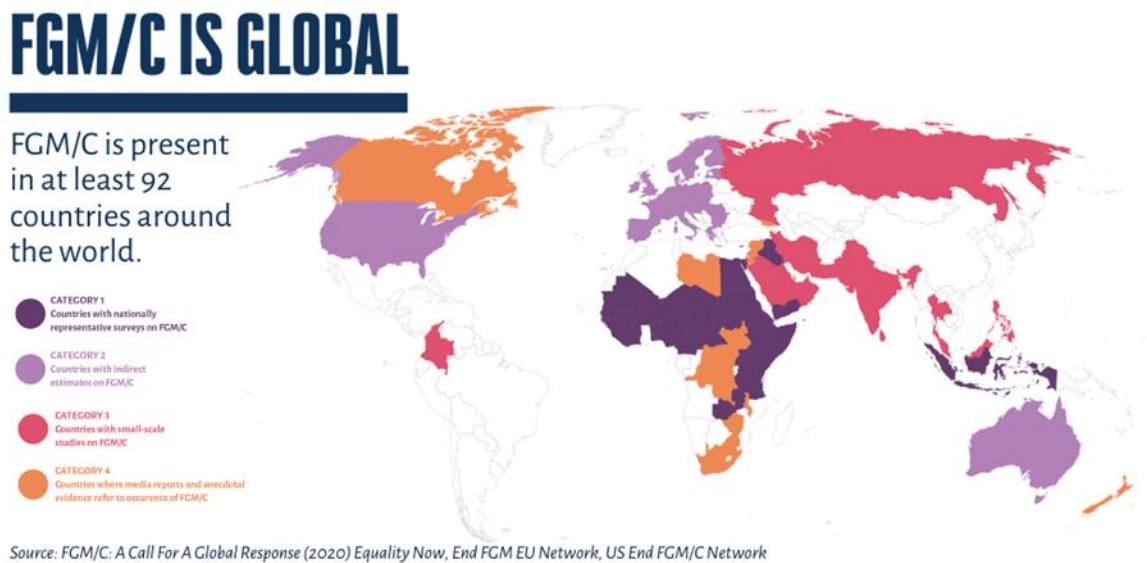 FGM/C IS GLOBAL
FGM/C is present
in at least 92
countries around
the world.
CATEGORY 1
Countries with nationally
representative surveys on FGM/C
CATEGORY 2
Countries with indirect
estimates on FGM/C
CATEGORY 3
Countries with small-scale
studies on FGM/C
CATEGORY 4
Countries where media reports and anecdotal
evidence refer to occurence of FGM/C
Source: FGM/C: A Call For A Global Response (2020) Equality Now, End FGM EU Network, US End FGM/C Network